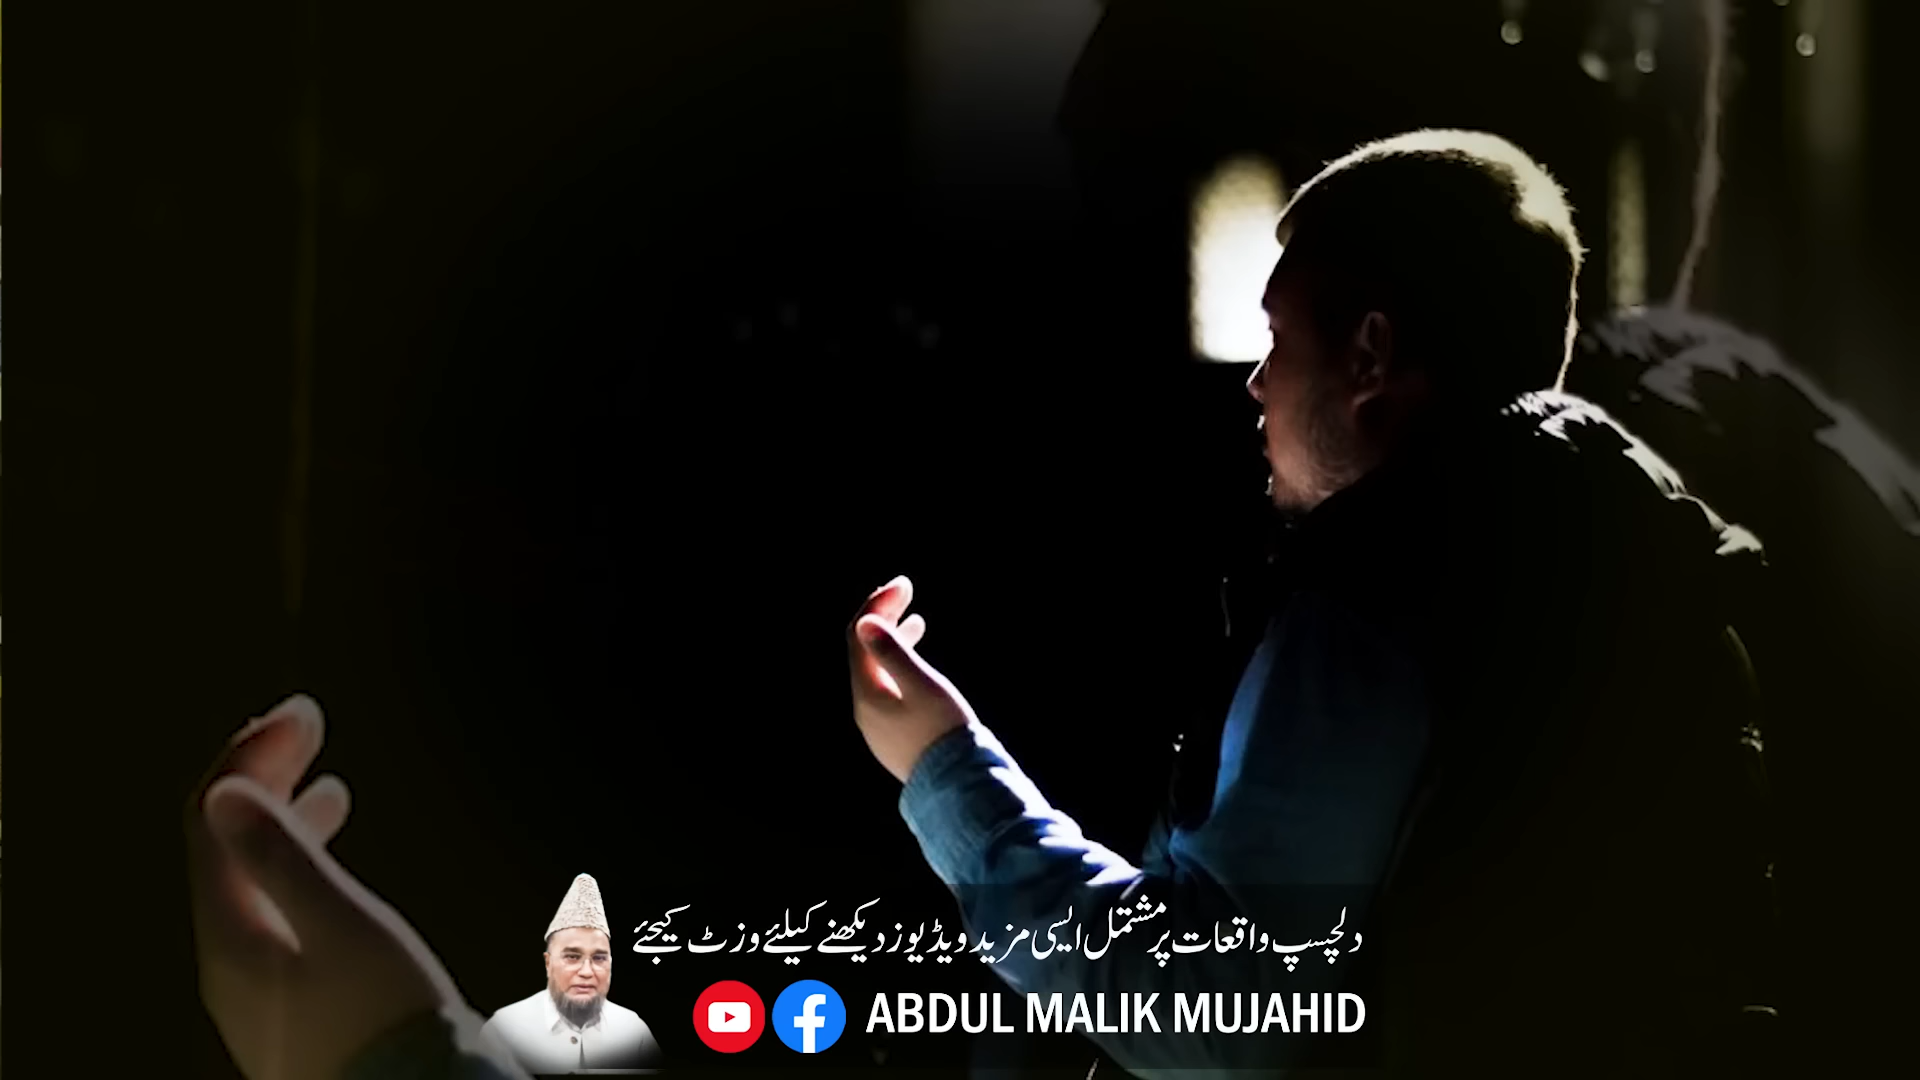 دلچسپ واقعات پر مشتمل ایسی مزید ویڈیوز دیکھنے کیلئے وزٹ کیجئے
ABDUL MALIK MUJAHID